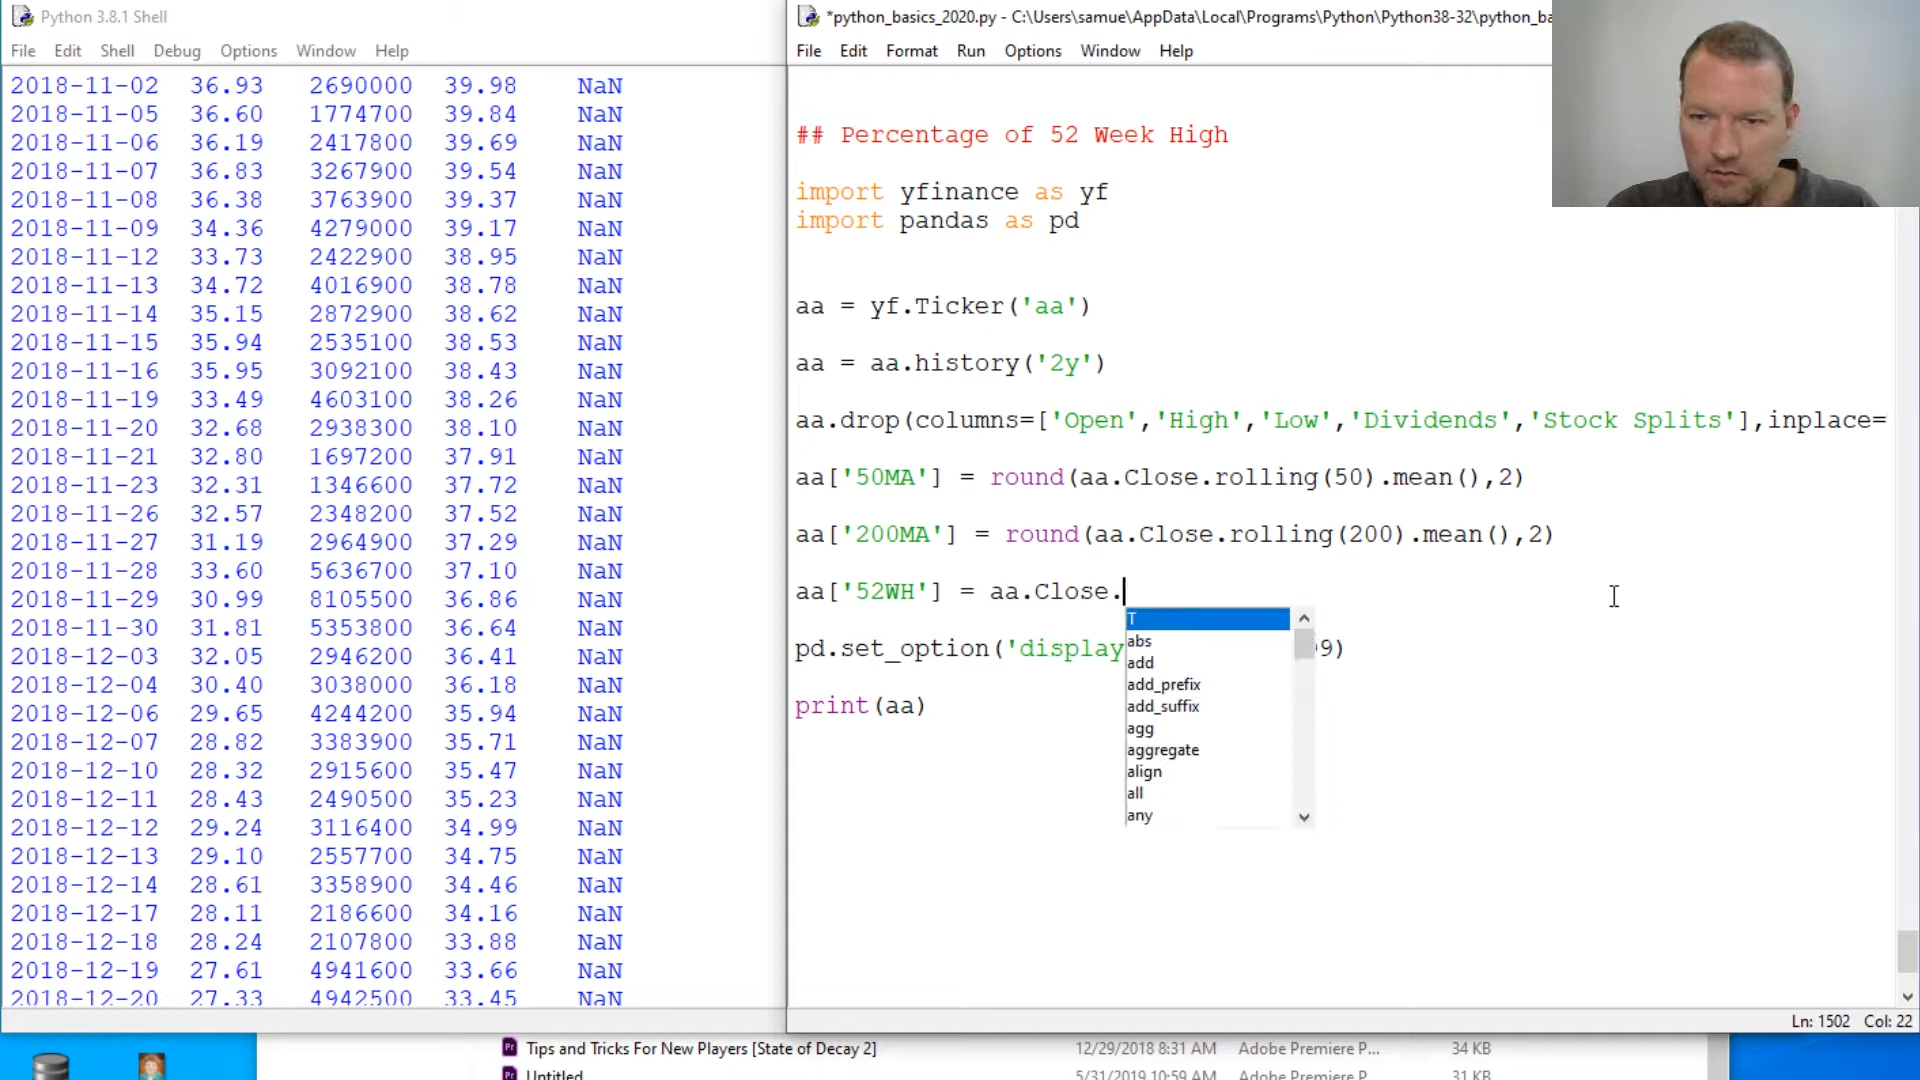 Python 3.8.1 Shell
File Edit Shell Debug Options Window Help
2018-11-02 36.93 2690000 39.98 NaN
2018-11-05 36.60 1774700 39.84 NaN
2018-11-06 36.19 2417800 39.69 NaN
2018-11-07 36.83 3267900 39.54 NaN
2018-11-08 36.38 3763900 39.37 NaN
2018-11-09 34.36 4279000 39.17 NaN
2018-11-12 33.73 2422900 38.95 NaN
2018-11-13 34.72 4016900 38.78 NaN
2018-11-14 35.15 2872900 38.62 NaN
2018-11-15 35.94 2535100 38.53 NaN
2018-11-16 35.95 3092100 38.43 NaN
2018-11-19 33.49 4603100 38.26 NaN
2018-11-20 32.68 2938300 38.10 NaN
2018-11-21 32.80 1697200 37.91 NaN
2018-11-23 32.31 1346600 37.72 NaN
2018-11-26 32.57 2348200 37.52 NaN
2018-11-27 31.19 2964900 37.29 NaN
2018-11-28 33.60 5636700 37.10 NaN
2018-11-29 30.99 8105500 36.86 NaN
2018-11-30 31.81 5353800 36.64 NaN
2018-12-03 32.05 2946200 36.41 NaN
2018-12-04 30.40 3038000 36.18 NaN
2018-12-06 29.65 4244200 35.94 NaN
2018-12-07 28.82 3383900 35.71 NaN
2018-12-10 28.32 2915600 35.47 NaN
2018-12-11 28.43 2490500 35.23 NaN
2018-12-12 29.24 3116400 34.99 NaN
2018-12-13 29.10 2557700 34.75 NaN
2018-12-14 28.61 3358900 34.46 NaN
2018-12-17 28.11 2186600 34.16 NaN
2018-12-18 28.24 2107800 33.88 NaN
2018-12-19 27.61 4941600 33.66 NaN
2018-12-20 27.33 4942500 33.45 NaN
*python_basics_2020.py - C:\Users\samue\AppData\Local\Programs\Python\Python38-32\python_ba
File Edit Format Run Options Window Help
## Percentage of 52 Week High
import yfinance as yf
import pandas as pd
aa = yf.Ticker('aa')
aa = aa.history('2y')
aa.drop(columns=['Open','High','Low','Dividends','Stock Splits'],inplace=
aa['50MA'] = round(aa.Close.rolling(50).mean(),2)
aa['200MA'] = round(aa.Close.rolling(200).mean(),2)
aa['52WH'] = aa.Close.
T
abs
add
add_prefix
add_suffix
agg
aggregate
align
all
any
pd.set_option('display 9)
print(aa)
Ln: 1502 Col: 22
Tips and Tricks For New Players [State of Decay 2] 12/29/2018 8:31 AM Adobe Premiere P... 34 KB
Untitled 5/31/2019 10:59 AM Adobe Premiere P... 31 KB